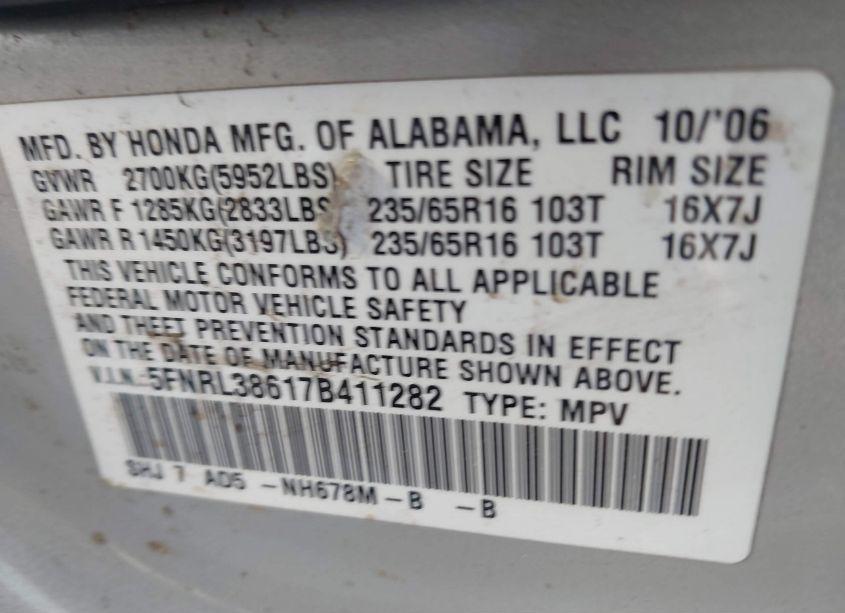 MFD. BY HONDA MFG. OF ALABAMA, LLC 10/'06
GVWR 2700KG(5952LBS) TIRE SIZE RIM SIZE
GAWR F 1285KG(2833LBS 235/65R16 103T 16X7J
GAWR R 1450KG(3197LBS) 235/65R16 103T 16X7J
THIS VEHICLE CONFORMS TO ALL APPLICABLE
FEDERAL MOTOR VEHICLE SAFETY
AND THEFT PREVENTION STANDARDS IN EFFECT
ON THE DATE OF MANUFACTURE SHOWN ABOVE.
V.I.N. 5FNRL38617B411282 TYPE: MPV
SHJ 7 A05 -NH678M-B -B